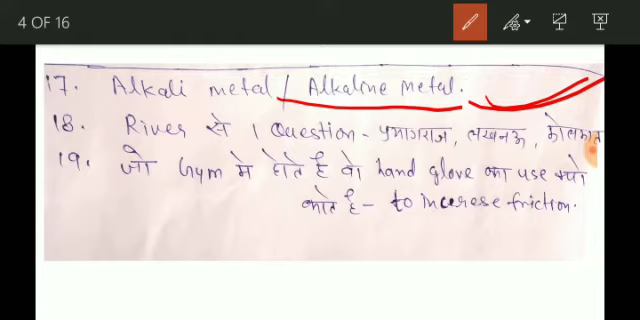 4 OF 16
17. Alkali metal / Alkaline metal.
18. River से 1 Question - प्रयागराज, लखनऊ, कोलकाता
19. जो Gym मे होते है वो hand glove का use क्यो
करते है - to incerese friction.